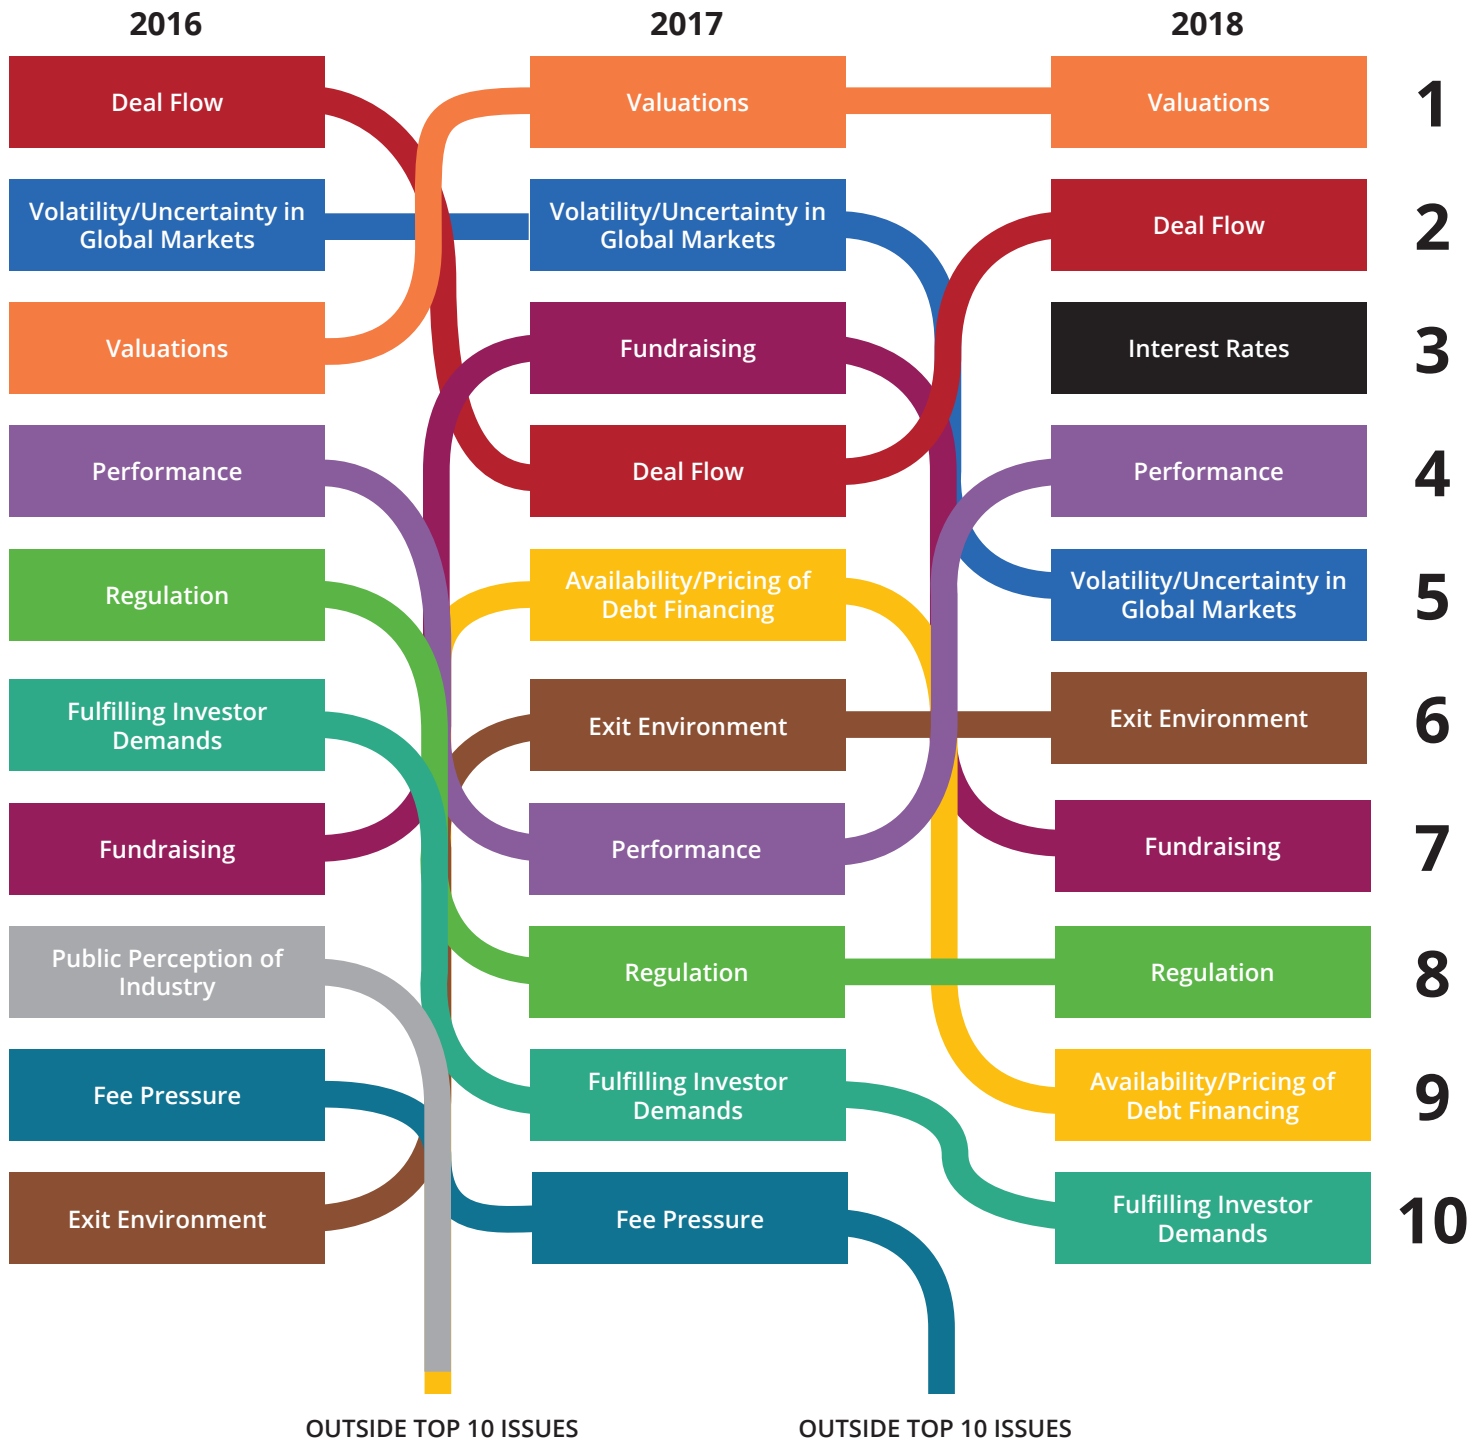 2016 2017 2018
Deal Flow Valuations Valuations 1
Volatility/Uncertainty in
Global Markets
Volatility/Uncertainty in
Global Markets
Deal Flow 2
Valuations Fundraising Interest Rates 3
Performance Deal Flow Performance 4
Regulation
Availability/Pricing of
Debt Financing
Volatility/Uncertainty in
Global Markets
5
Fulfilling Investor
Demands
Exit Environment Exit Environment 6
Fundraising Performance Fundraising 7
Public Perception of
Industry
Regulation Regulation 8
Fee Pressure
Fulfilling Investor
Demands
Availability/Pricing of
Debt Financing
9
Exit Environment Fee Pressure
Fulfilling Investor
Demands
10
OUTSIDE TOP 10 ISSUES OUTSIDE TOP 10 ISSUES